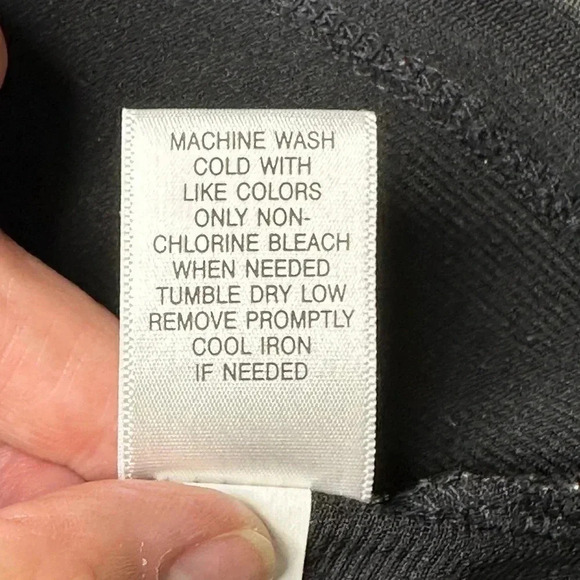 MACHINE WASH
COLD WITH
LIKE COLORS
ONLY NON-
CHLORINE BLEACH
WHEN NEEDED
TUMBLE DRY LOW
REMOVE PROMPTLY
COOL IRON
IF NEEDED